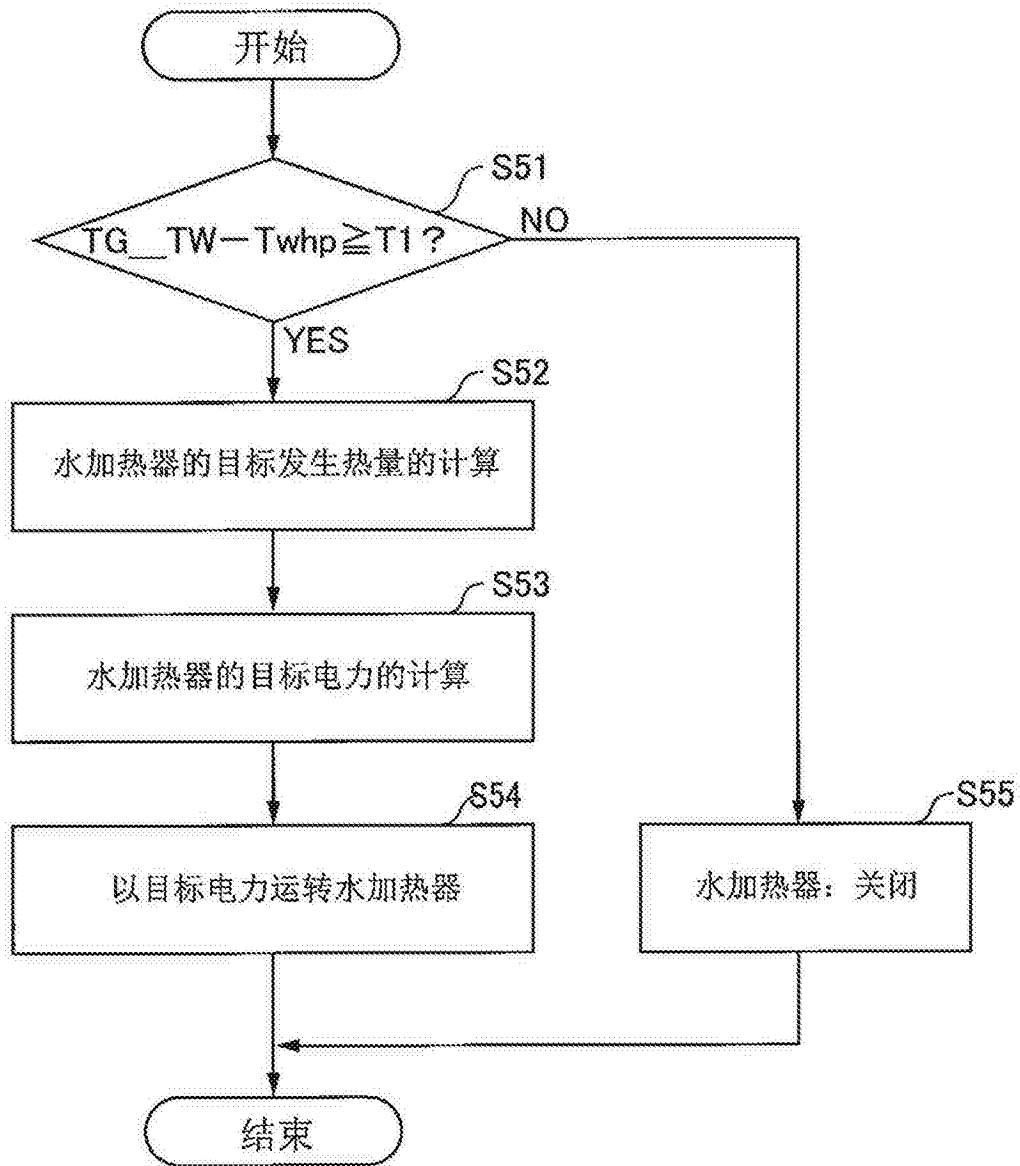 开始
S51
TG__TW-Twhp≧T1?
NO
YES
S52
水加热器的目标发生热量的计算
S53
水加热器的目标电力的计算
S54
以目标电力运转水加热器
S55
水加热器：关闭
结束